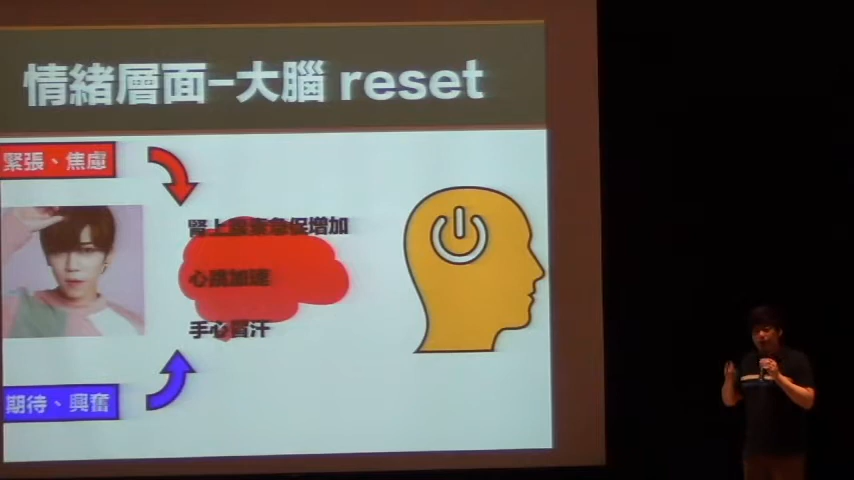 情緒層面-大腦 reset
緊張、焦慮
腎上腺素急促增加
心跳加速
手心冒汗
期待、興奮